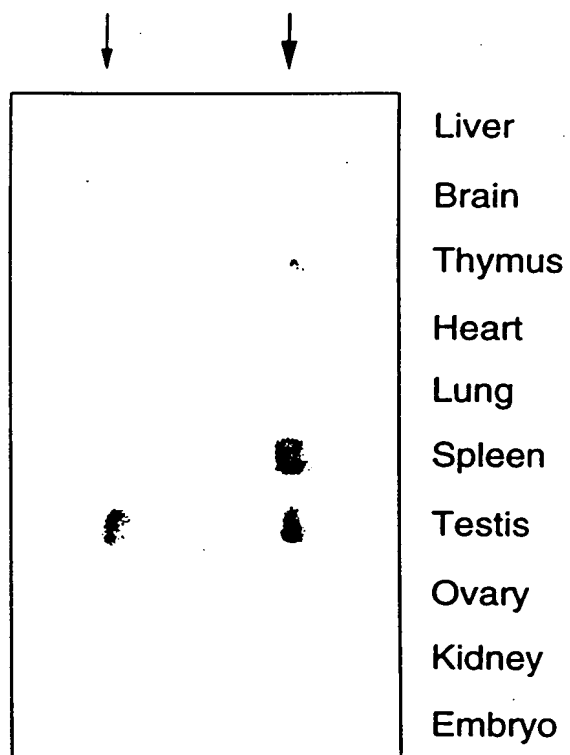 Liver
Brain
Thymus
Heart
Lung
Spleen
Testis
Ovary
Kidney
Embryo